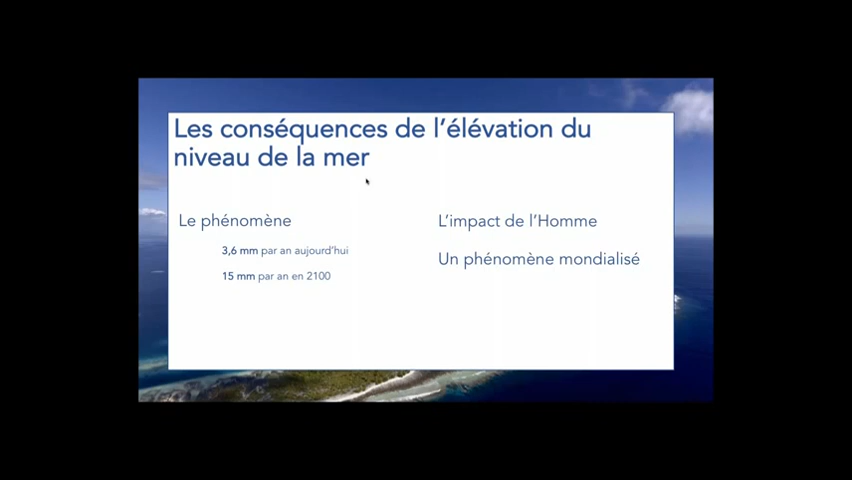 Les conséquences de l’élévation du
niveau de la mer
Le phénomène
3,6 mm par an aujourd’hui
15 mm par an en 2100
L’impact de l’Homme
Un phénomène mondialisé